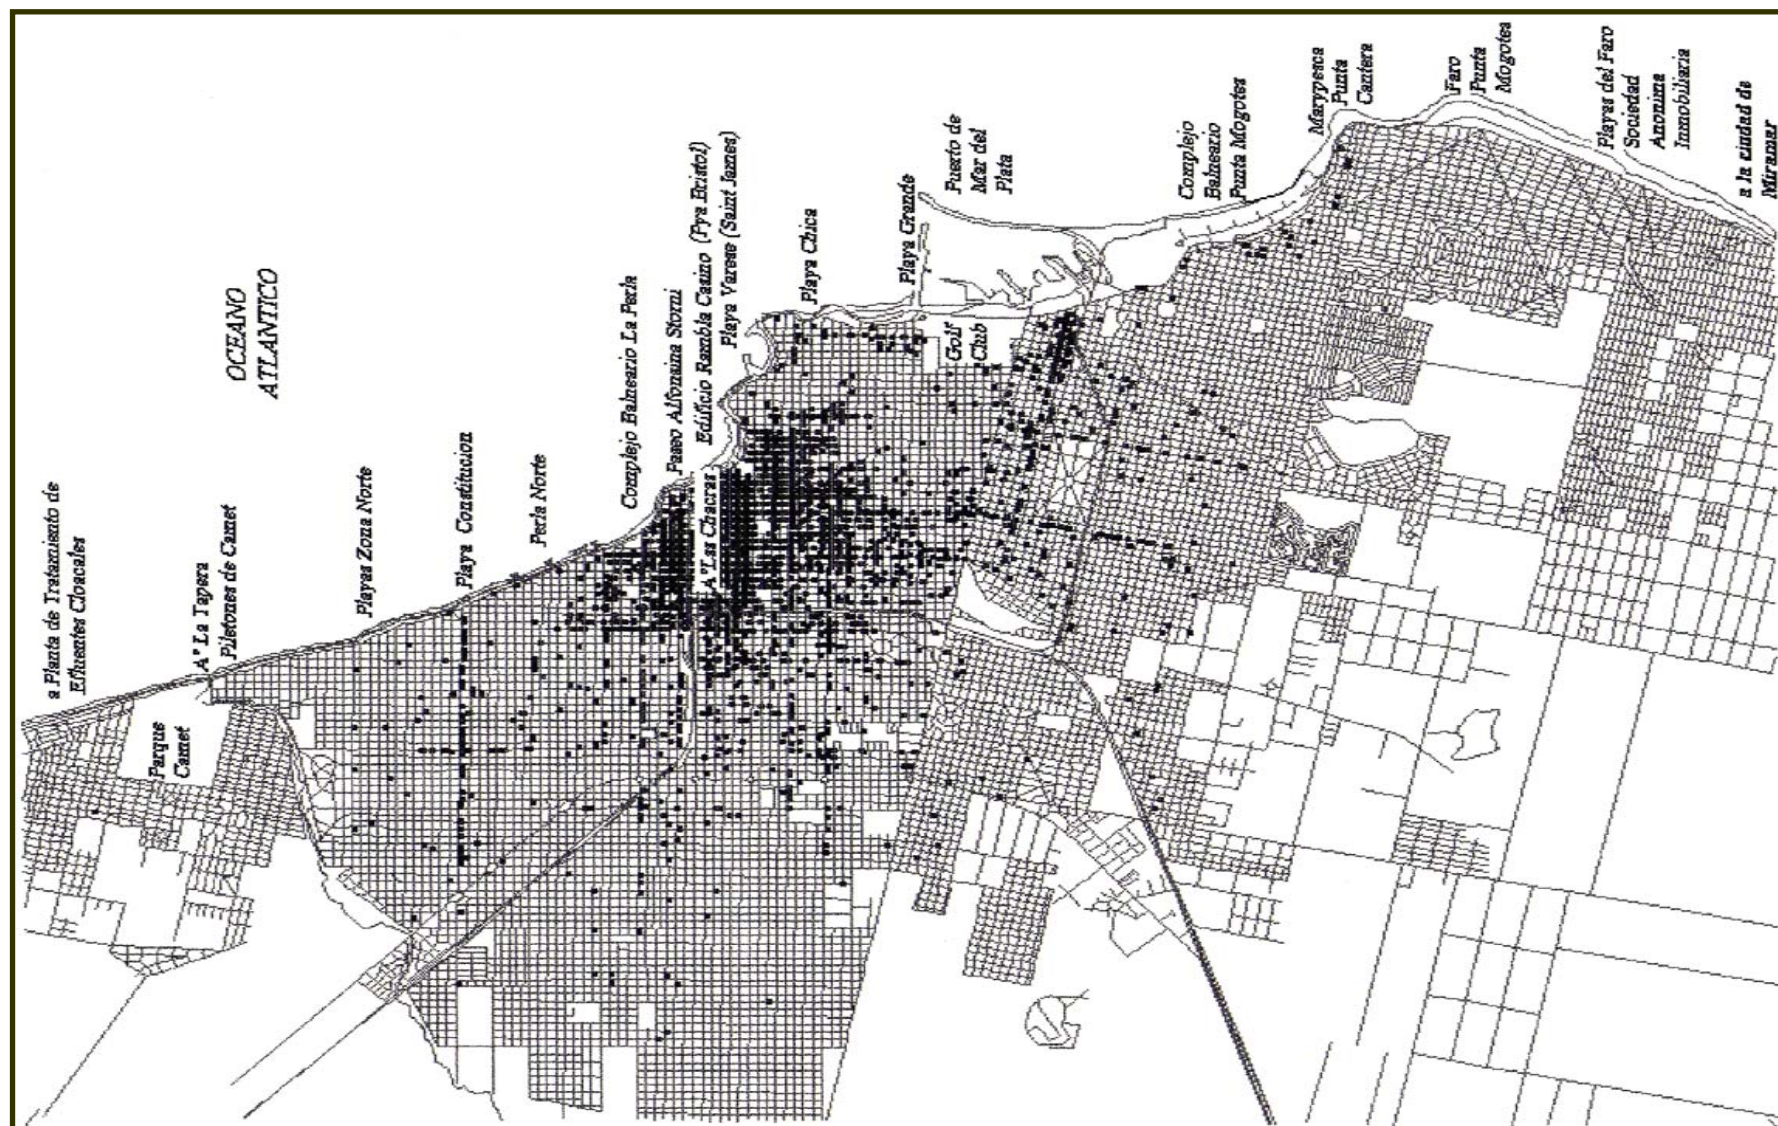 OCEANO
ATLANTICO
a Planta de Tratamiento de
Efluentes Cloacales
A° La Tapera
Piletones de Camet
Parque
Camet
Playas Zona Norte
Playa Constitucion
Perla Norte
Complejo Balneario La Perla
Paseo Alfonsina Storni
A° Las Chacras
Edificio Rambla Casino (Pya Bristol)
Playa Varese (Saint James)
Playa Chica
Playa Grande
Golf
Club
Puerto de
Mar del
Plata
Complejo
Balneario
Punta Mogotes
Marypesca
Punta
Cantera
Faro
Punta
Mogotes
Playas del Faro
Sociedad
Anonima
Inmobiliaria
a la ciudad de
Miramar